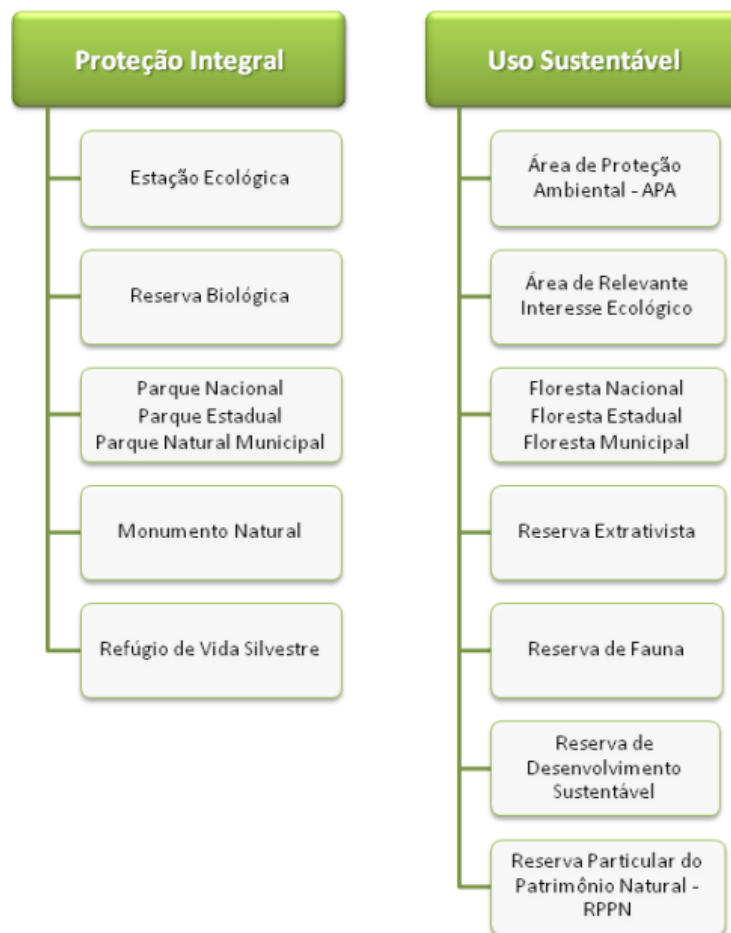 Proteção Integral
Estação Ecológica
Reserva Biológica
Parque Nacional
Parque Estadual
Parque Natural Municipal
Monumento Natural
Refúgio de Vida Silvestre
Uso Sustentável
Área de Proteção
Ambiental - APA
Área de Relevante
Interesse Ecológico
Floresta Nacional
Floresta Estadual
Floresta Municipal
Reserva Extrativista
Reserva de Fauna
Reserva de
Desenvolvimento
Sustentável
Reserva Particular do
Patrimônio Natural -
RPPN